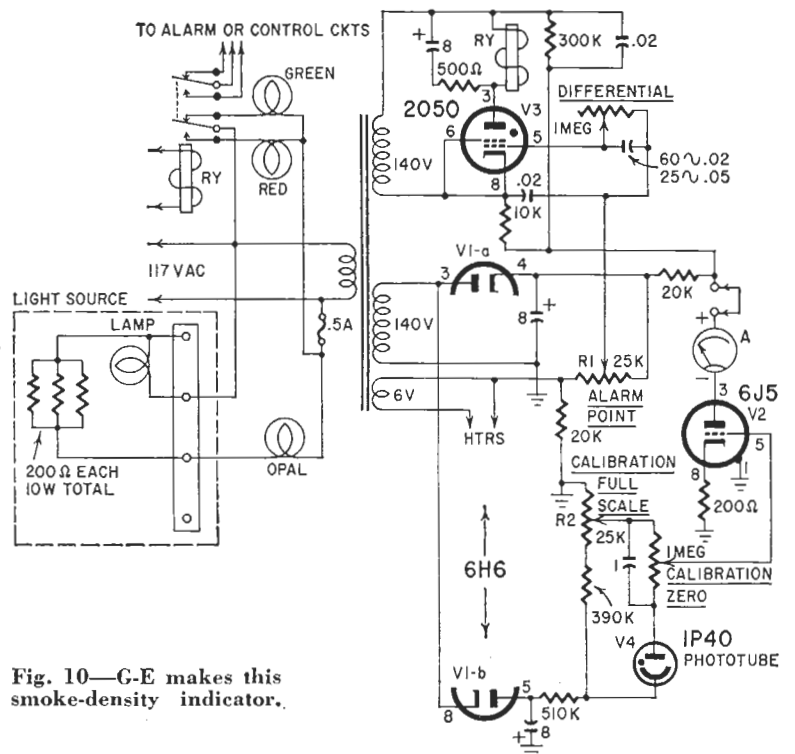 TO ALARM OR CONTROL CKTS
GREEN
RED
RY
117 VAC
LIGHT SOURCE
LAMP
200Ω EACH
10W TOTAL
OPAL
.5A
140V
140V
6V
HTRS
+
8
500Ω
RY
300K
.02
2050
3
V3
6
5
8
DIFFERENTIAL
1MEG
60∿.02
25∿.05
.02
10K
V1-a
3
4
8
+
20K
+
A
−
R1
25K
ALARM
POINT
20K
3
6J5
V2
5
1
8
200Ω
CALIBRATION
FULL
SCALE
R2
25K
1
1MEG
CALIBRATION
ZERO
390K
6H6
V4
1P40
PHOTOTUBE
V1-b
8
5
510K
+
8
Fig. 10—G-E makes this
smoke-density indicator.